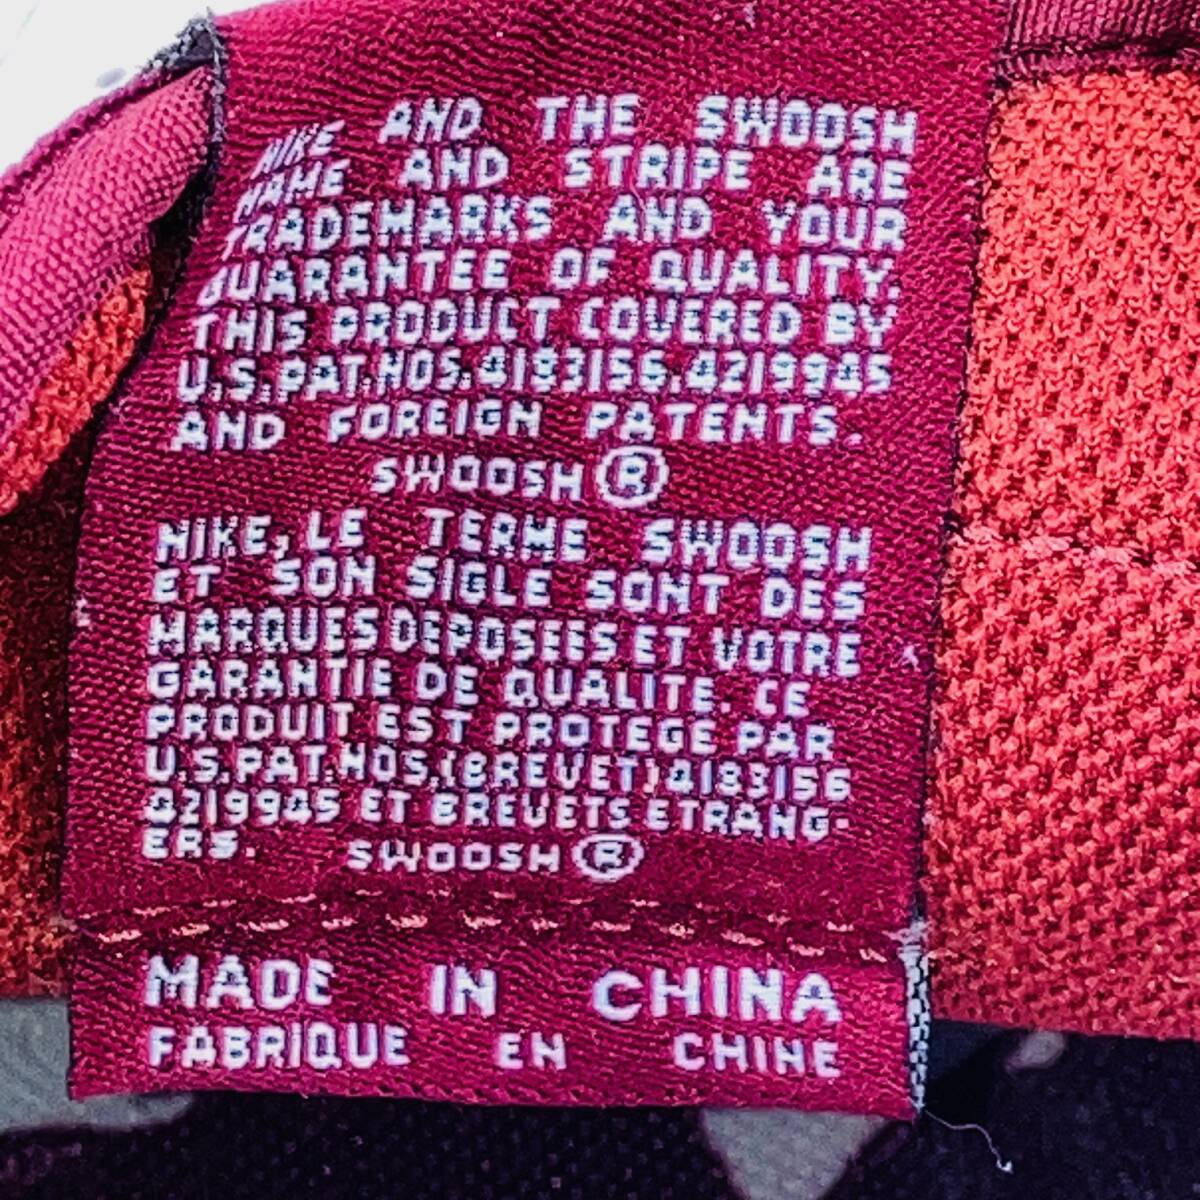 NIKE AND THE SWOOSH
NAME AND STRIPE ARE
TRADEMARKS AND YOUR
GUARANTEE OF QUALITY.
THIS PRODUCT COVERED BY
U.S.PAT.NOS.4183156.4219945
AND FOREIGN PATENTS.
SWOOSH®
NIKE, LE TERME SWOOSH
ET SON SIGLE SONT DES
MARQUES DEPOSEES ET VOTRE
GARANTIE DE QUALITE. CE
PRODUIT EST PROTEGE PAR
U.S.PAT.NOS.(BREVET)4183156
4219945 ET BREVETS ETRANG-
ERS. SWOOSH®
MADE IN CHINA
FABRIQUE EN CHINE